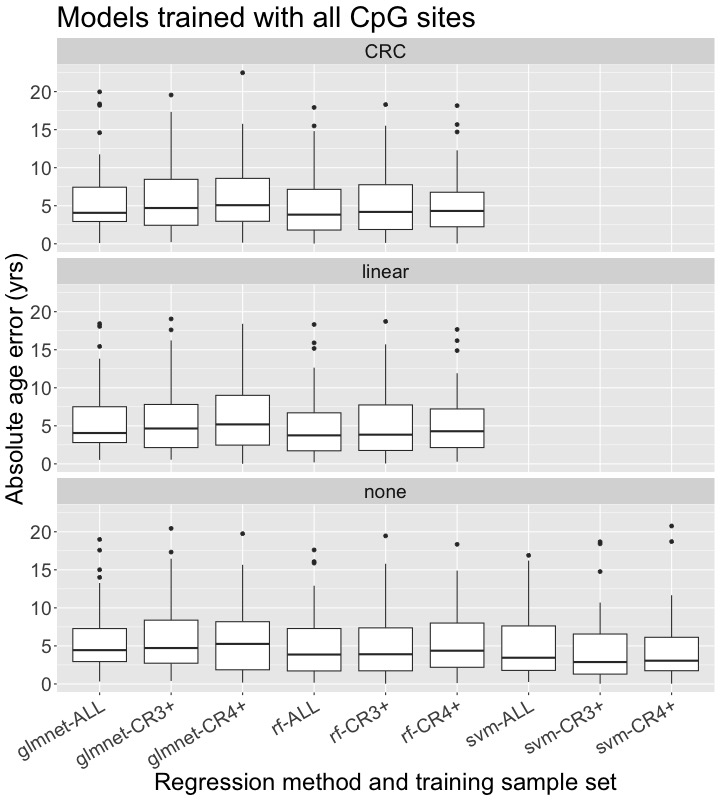 Models trained with all CpG sites
CRC
20
15
10
5
0
linear
20
15
10
5
0
none
20
15
10
5
0
Absolute age error (yrs)
glmnet-ALL
glmnet-CR3+
glmnet-CR4+
rf-ALL
rf-CR3+
rf-CR4+
svm-ALL
svm-CR3+
svm-CR4+
Regression method and training sample set